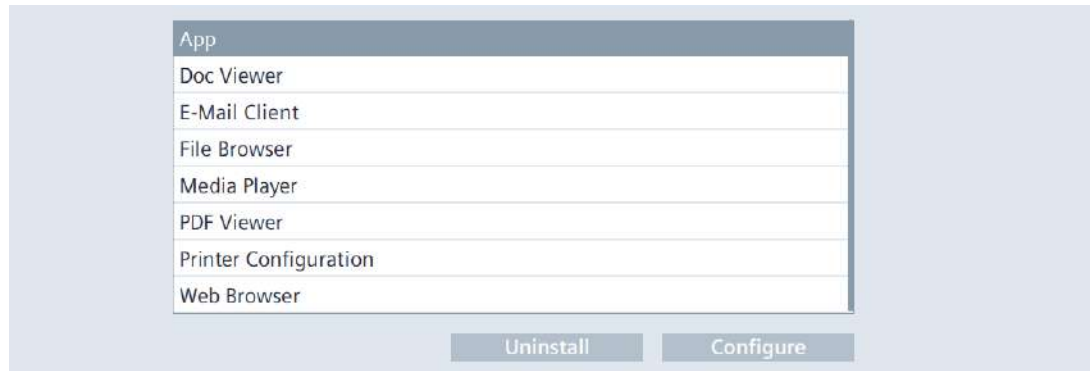 App
Doc Viewer
E-Mail Client
File Browser
Media Player
PDF Viewer
Printer Configuration
Web Browser
Uninstall Configure